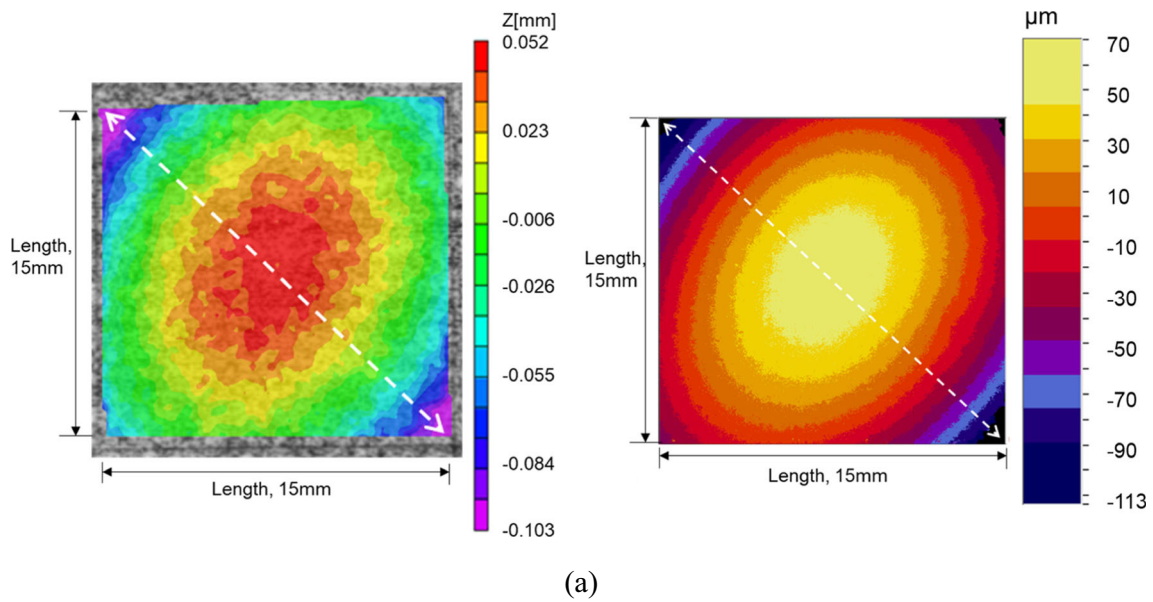 Z[mm]
0.052
0.023
-0.006
-0.026
-0.055
-0.084
-0.103
Length,
15mm
Length, 15mm
µm
70
50
30
10
-10
-30
-50
-70
-90
-113
Length,
15mm
Length, 15mm
(a)